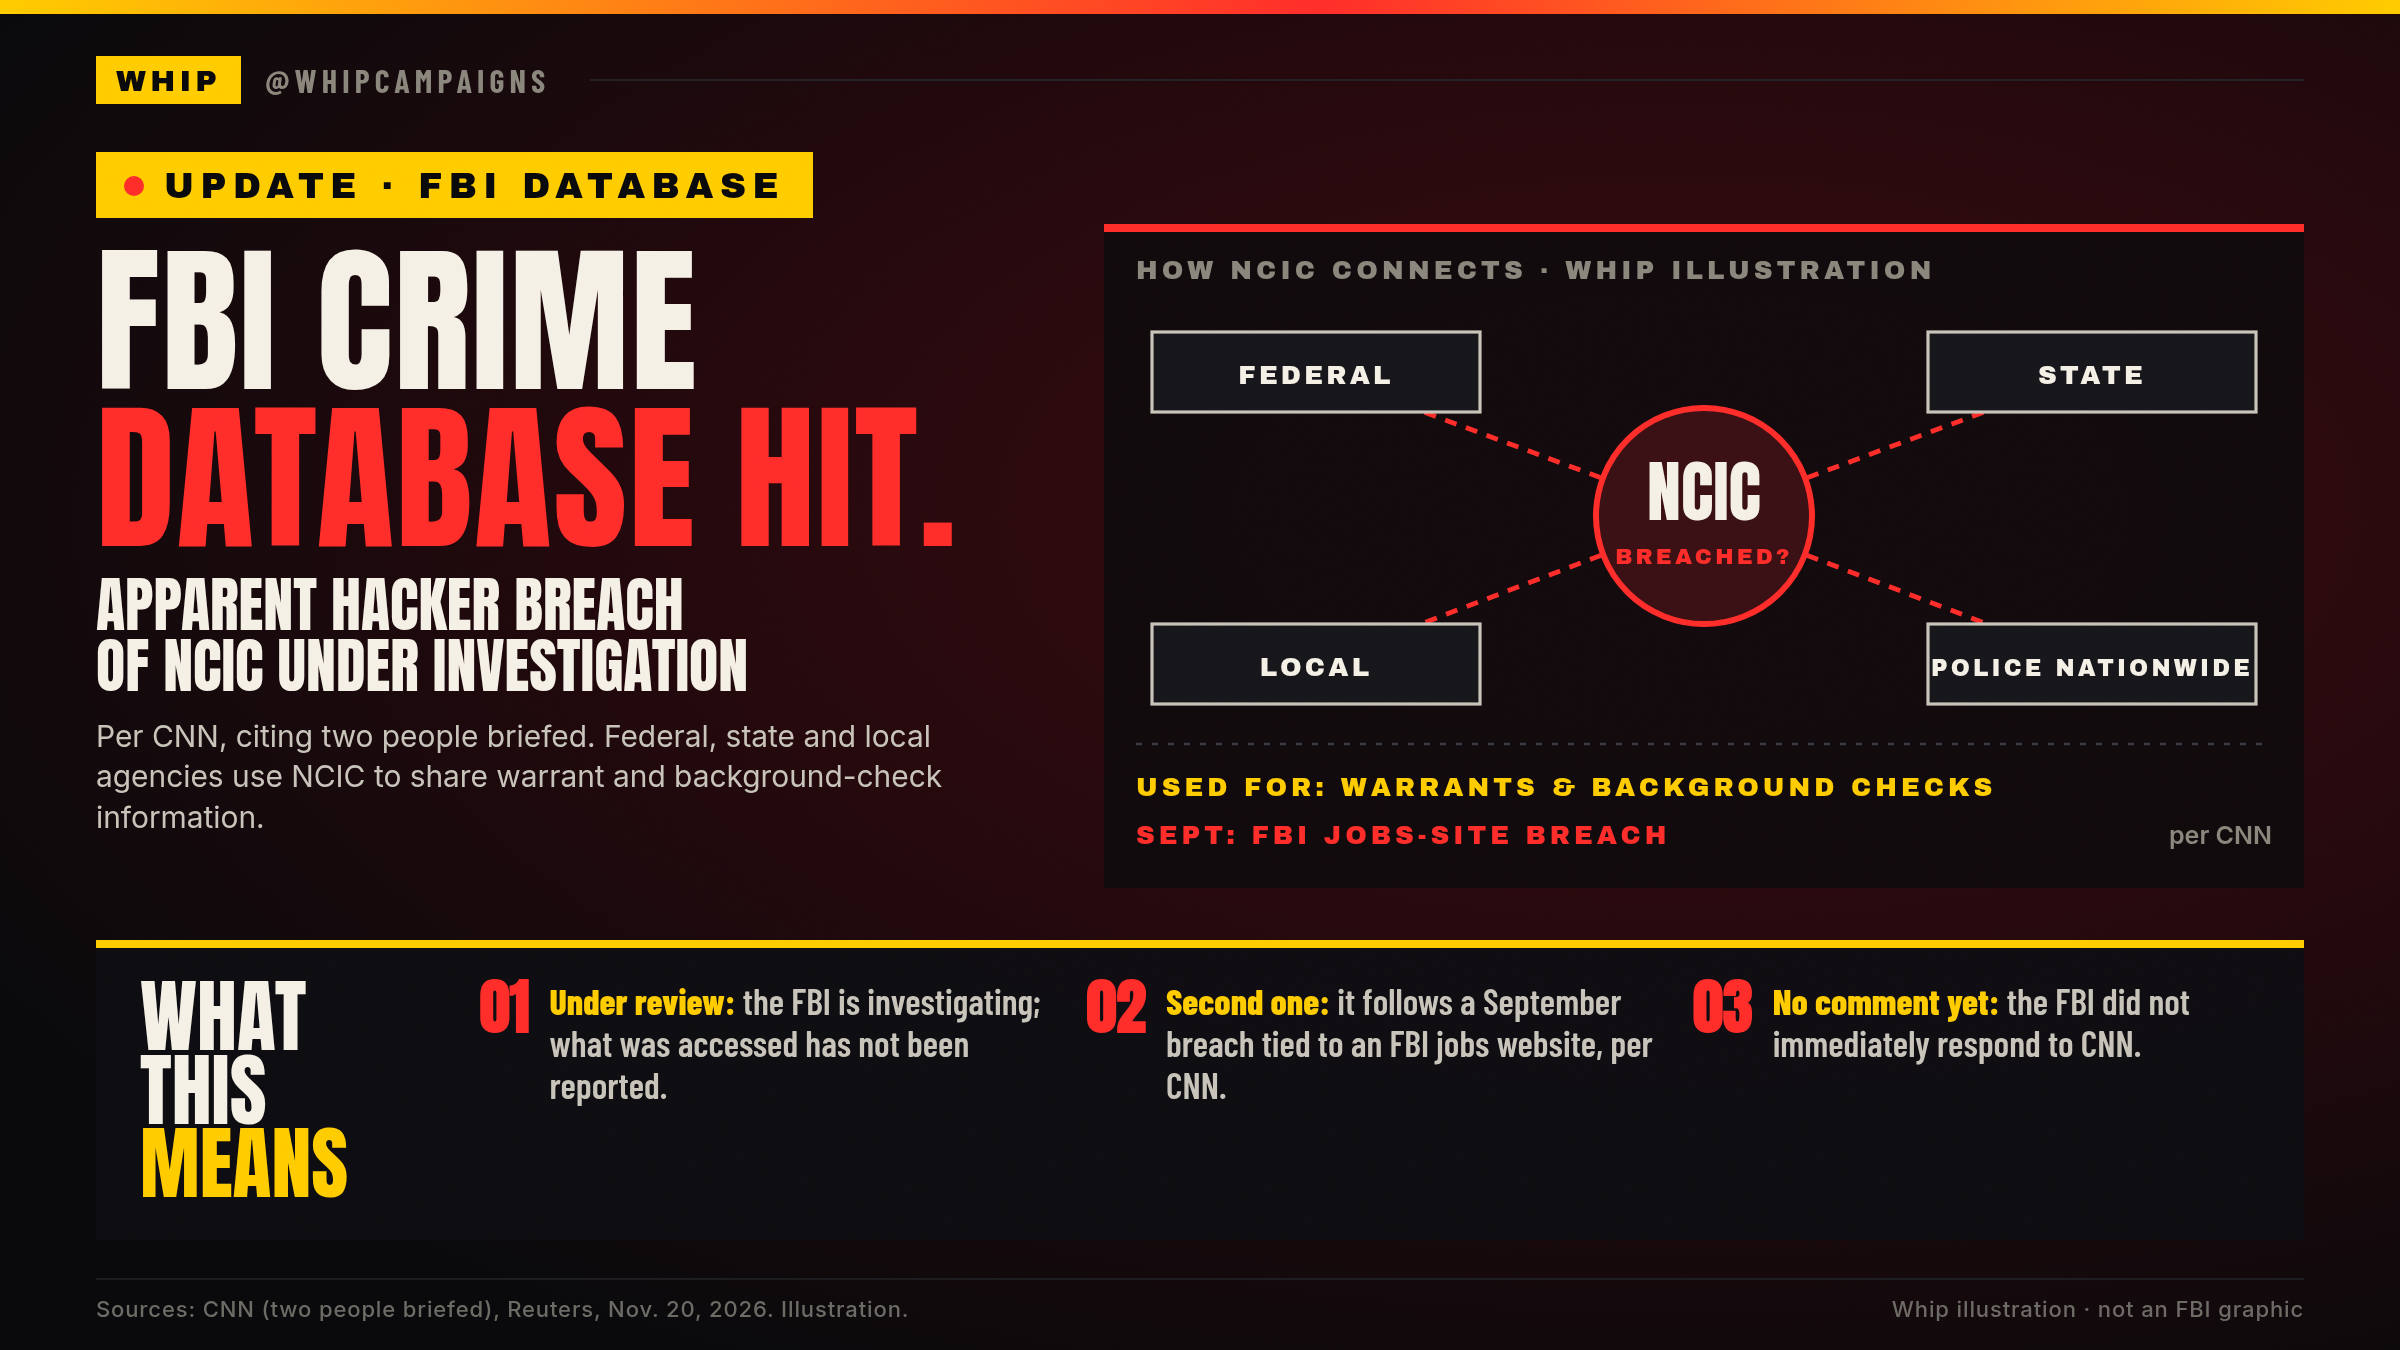 WHIP @WHIPCAMPAIGNS
UPDATE · FBI DATABASE
FBI CRIME
DATABASE HIT.
APPARENT HACKER BREACH
OF NCIC UNDER INVESTIGATION
Per CNN, citing two people briefed. Federal, state and local
agencies use NCIC to share warrant and background-check
information.
HOW NCIC CONNECTS · WHIP ILLUSTRATION
FEDERAL
STATE
NCIC
BREACHED?
LOCAL
POLICE NATIONWIDE
USED FOR: WARRANTS & BACKGROUND CHECKS
SEPT: FBI JOBS-SITE BREACH
per CNN
WHAT
THIS
MEANS
01 Under review: the FBI is investigating;
what was accessed has not been
reported.
02 Second one: it follows a September
breach tied to an FBI jobs website, per
CNN.
03 No comment yet: the FBI did not
immediately respond to CNN.
Sources: CNN (two people briefed), Reuters, Nov. 20, 2026. Illustration.
Whip illustration · not an FBI graphic